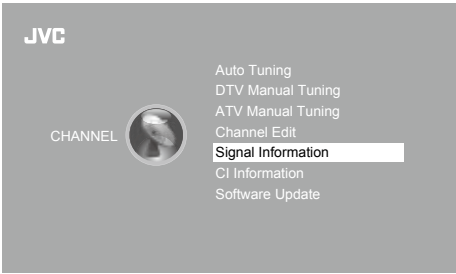 JVC
CHANNEL
Auto Tuning
DTV Manual Tuning
ATV Manual Tuning
Channel Edit
Signal Information
CI Information
Software Update